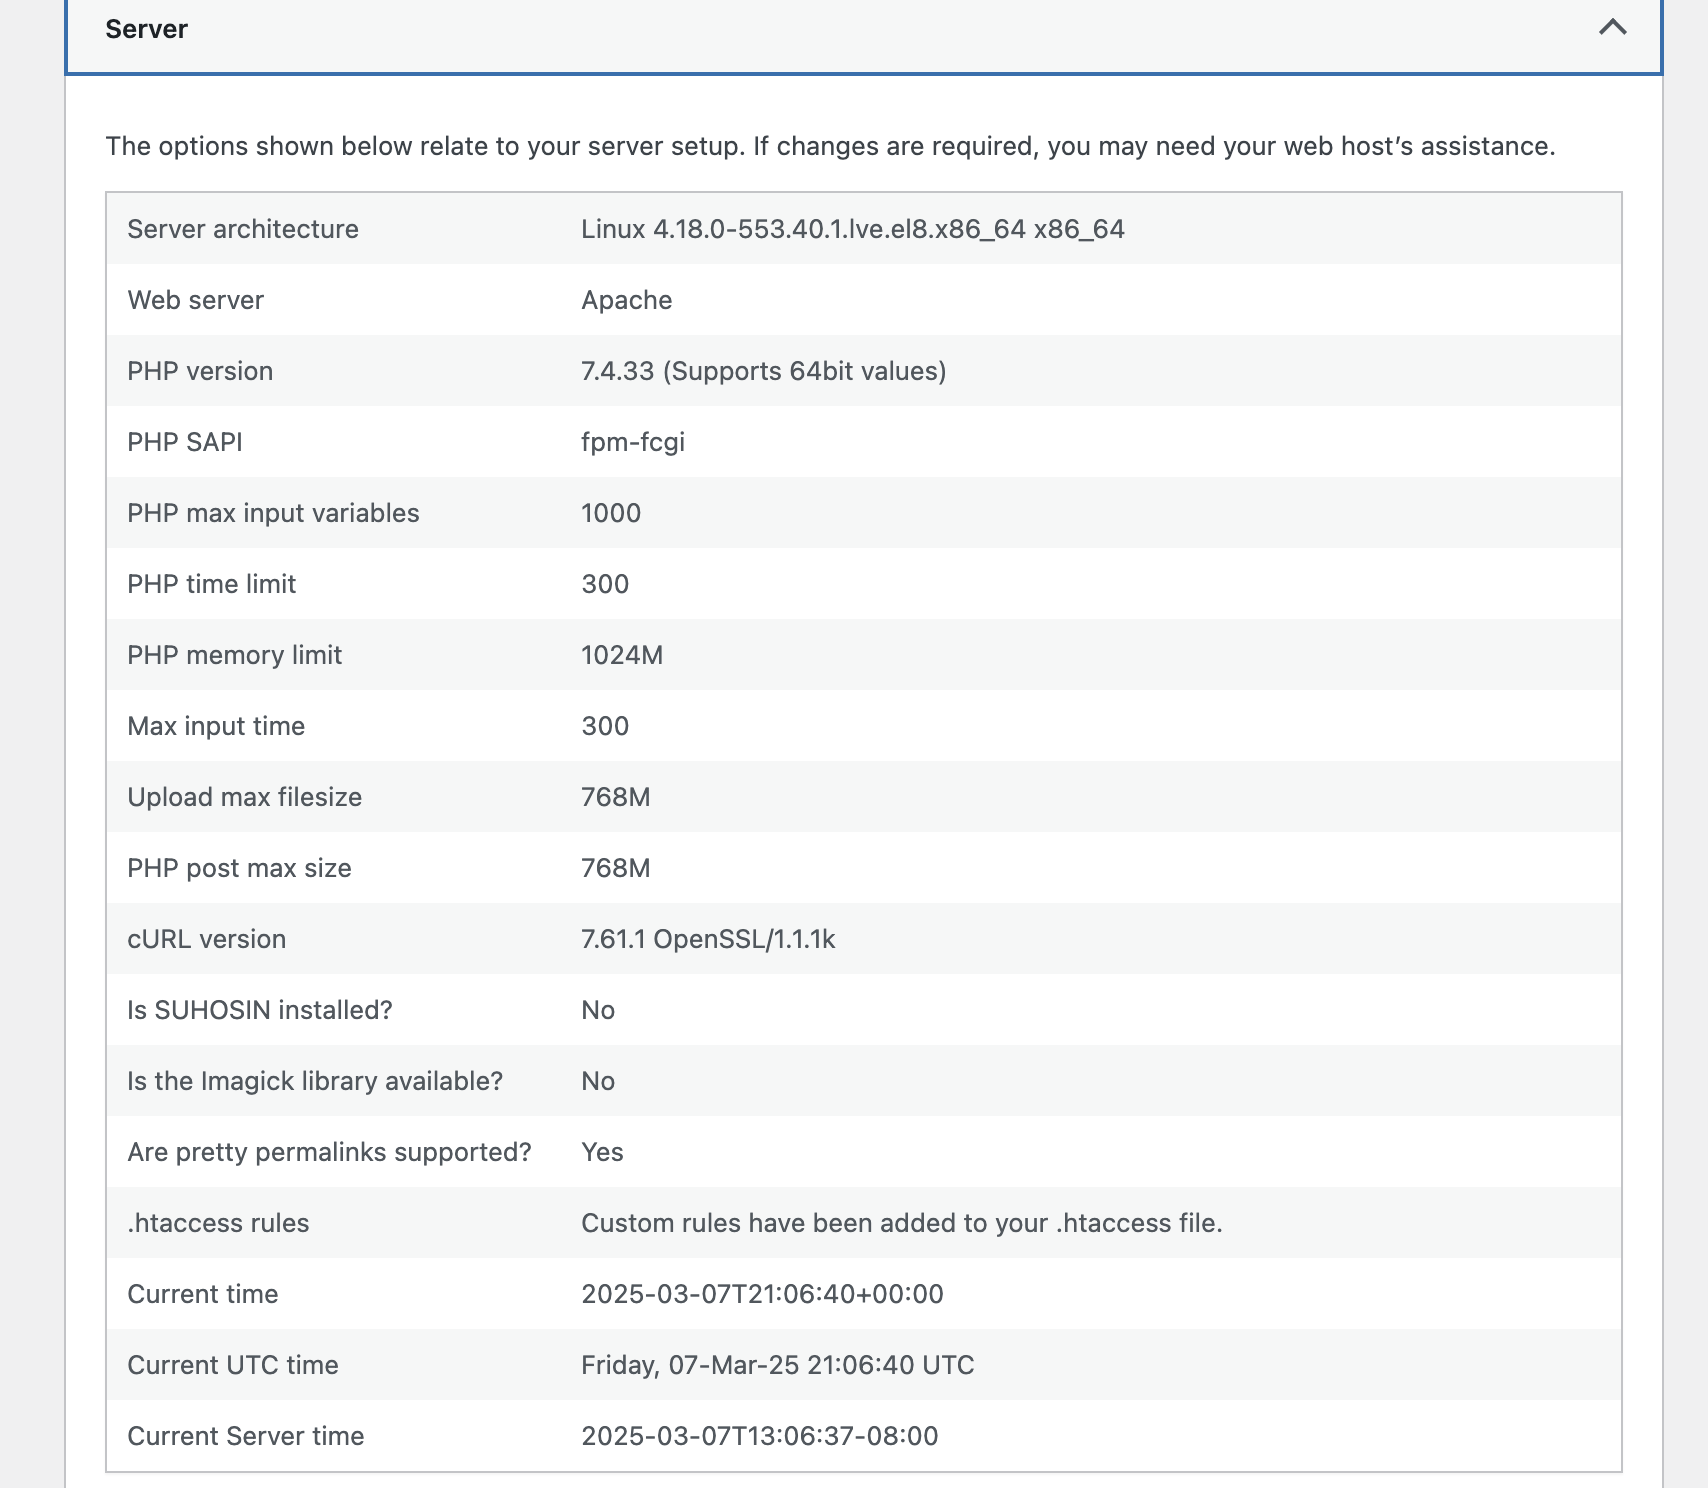 Server
The options shown below relate to your server setup. If changes are required, you may need your web host’s assistance.
Server architecture Linux 4.18.0-553.40.1.lve.el8.x86_64 x86_64
Web server Apache
PHP version 7.4.33 (Supports 64bit values)
PHP SAPI fpm-fcgi
PHP max input variables 1000
PHP time limit 300
PHP memory limit 1024M
Max input time 300
Upload max filesize 768M
PHP post max size 768M
cURL version 7.61.1 OpenSSL/1.1.1k
Is SUHOSIN installed? No
Is the Imagick library available? No
Are pretty permalinks supported? Yes
.htaccess rules Custom rules have been added to your .htaccess file.
Current time 2025-03-07T21:06:40+00:00
Current UTC time Friday, 07-Mar-25 21:06:40 UTC
Current Server time 2025-03-07T13:06:37-08:00